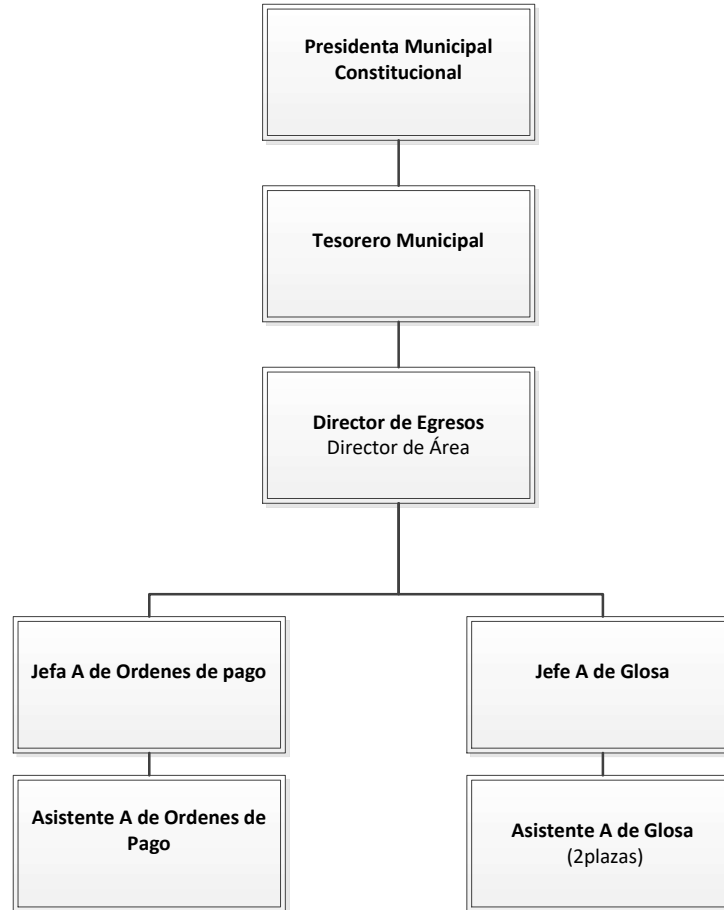 Presidenta Municipal
Constitucional
Tesorero Municipal
Director de Egresos
Director de Área
Jefa A de Ordenes de pago
Jefe A de Glosa
Asistente A de Ordenes de
Pago
Asistente A de Glosa
(2plazas)